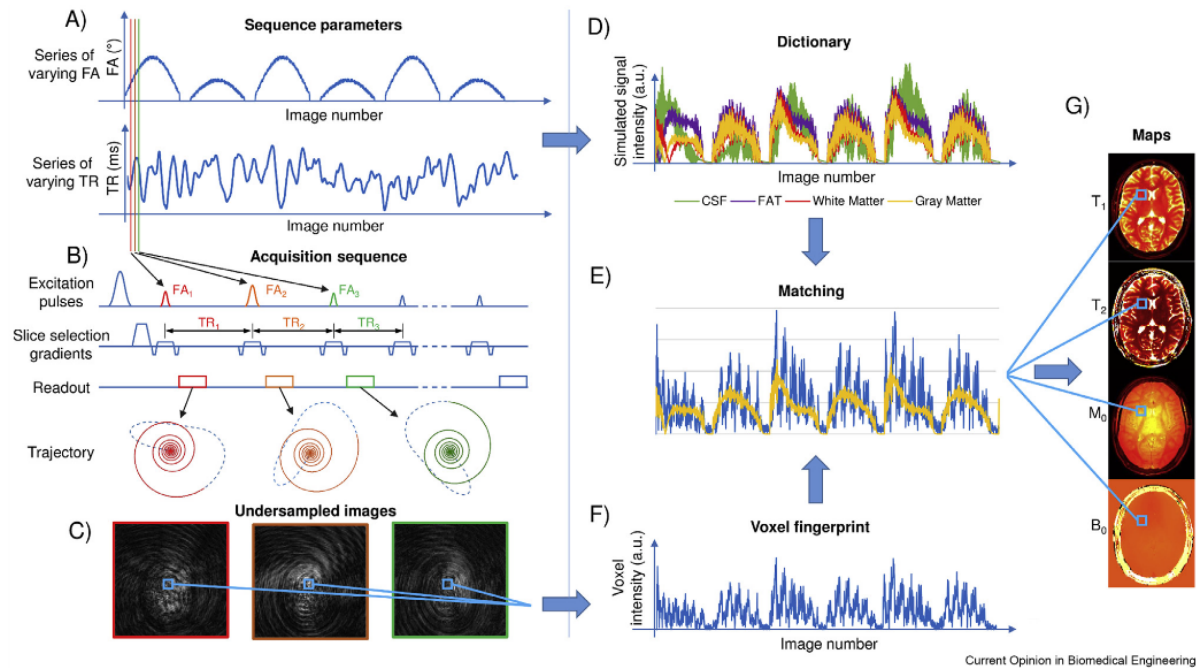 A)
Sequence parameters
Series of
varying FA
FA (°)
Image number
Series of
varying TR
TR (ms)
Image number
B)
Acquisition sequence
Excitation
pulses
FA1
FA2
FA3
Slice selection
gradients
TR1
TR2
TR3
Readout
Trajectory
C)
Undersampled images
D)
Dictionary
Simulated signal
intensity (a.u.)
Image number
CSF
FAT
White Matter
Gray Matter
E)
Matching
F)
Voxel fingerprint
Voxel
intensity (a.u.)
Image number
G)
Maps
T1
T2
M0
B0
Current Opinion in Biomedical Engineering